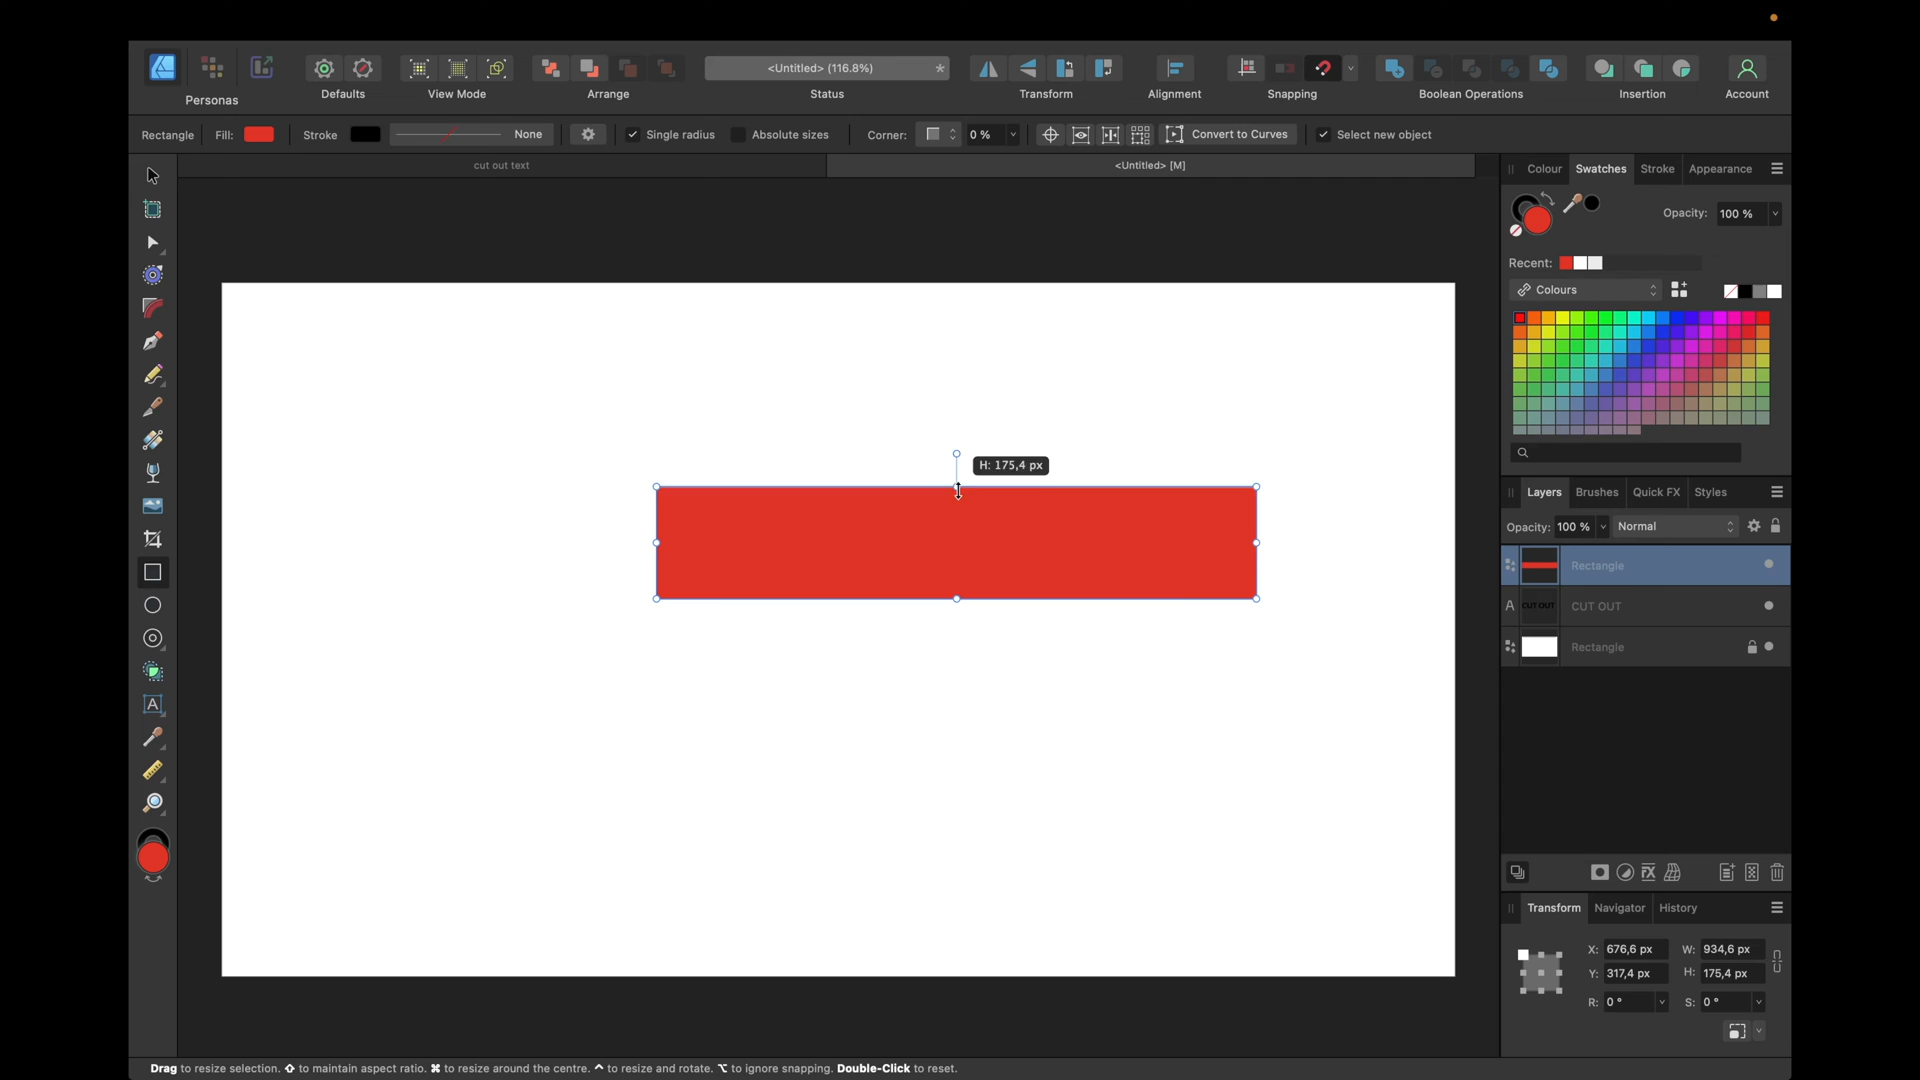 <Untitled> (116.8%) *
Personas Defaults View Mode Arrange Status Transform Alignment Snapping Boolean Operations Insertion Account
Rectangle Fill: Stroke None Single radius Absolute sizes Corner: 0 % Convert to Curves Select new object
cut out text <Untitled> [M]
Colour Swatches Stroke Appearance
Opacity: 100 %
Recent:
Colours
H: 175,4 px
Layers Brushes Quick FX Styles
Opacity: 100 % Normal
Rectangle
A CUT OUT CUT OUT
Rectangle
FX
Transform Navigator History
X: 676,6 px W: 934,6 px
Y: 317,4 px H: 175,4 px
R: 0 ° S: 0 °
Drag to resize selection. ⇧ to maintain aspect ratio. ⌘ to resize around the centre. ^ to resize and rotate. ⌥ to ignore snapping. Double-Click to reset.